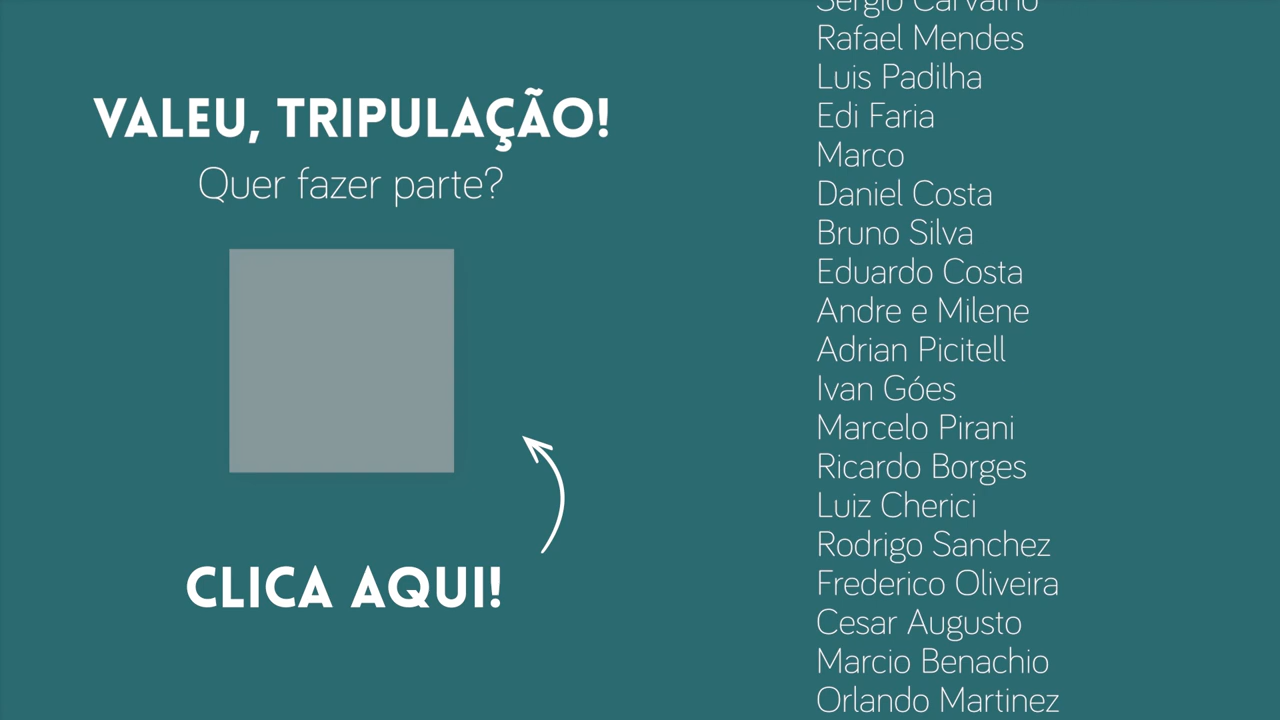 VALEU, TRIPULAÇÃO!
Quer fazer parte?
CLICA AQUI!
Sergio Carvalho
Rafael Mendes
Luis Padilha
Edi Faria
Marco
Daniel Costa
Bruno Silva
Eduardo Costa
Andre e Milene
Adrian Picitell
Ivan Góes
Marcelo Pirani
Ricardo Borges
Luiz Cherici
Rodrigo Sanchez
Frederico Oliveira
Cesar Augusto
Marcio Benachio
Orlando Martinez